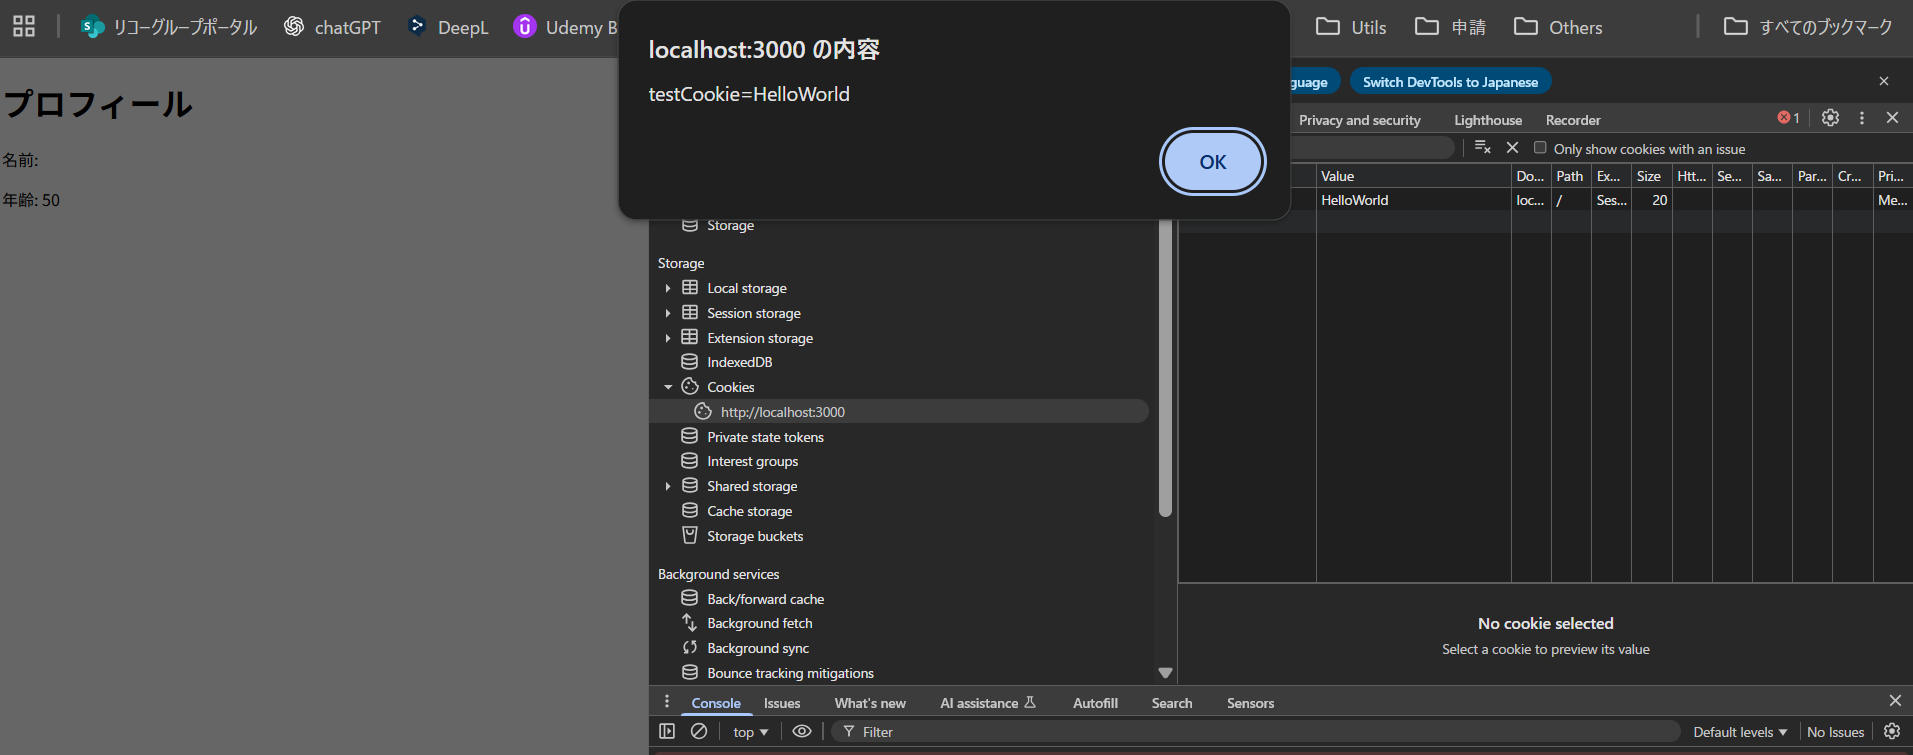 リコーグループポータル chatGPT DeepL Udemy B Utils 申請 Others すべてのブックマーク
localhost:3000 の内容
testCookie=HelloWorld
OK
プロフィール
名前:
年齢: 50
guage Switch DevTools to Japanese
Privacy and security Lighthouse Recorder 1
Only show cookies with an issue
Value Do... Path Ex... Size Htt... Se... Sa... Par... Cr... Pri...
HelloWorld loc... / Ses... 20 Me...
Storage
Storage
Local storage
Session storage
Extension storage
IndexedDB
Cookies
http://localhost:3000
Private state tokens
Interest groups
Shared storage
Cache storage
Storage buckets
Background services
Back/forward cache
Background fetch
Background sync
Bounce tracking mitigations
No cookie selected
Select a cookie to preview its value
Console Issues What's new AI assistance Autofill Search Sensors
top Filter Default levels No Issues